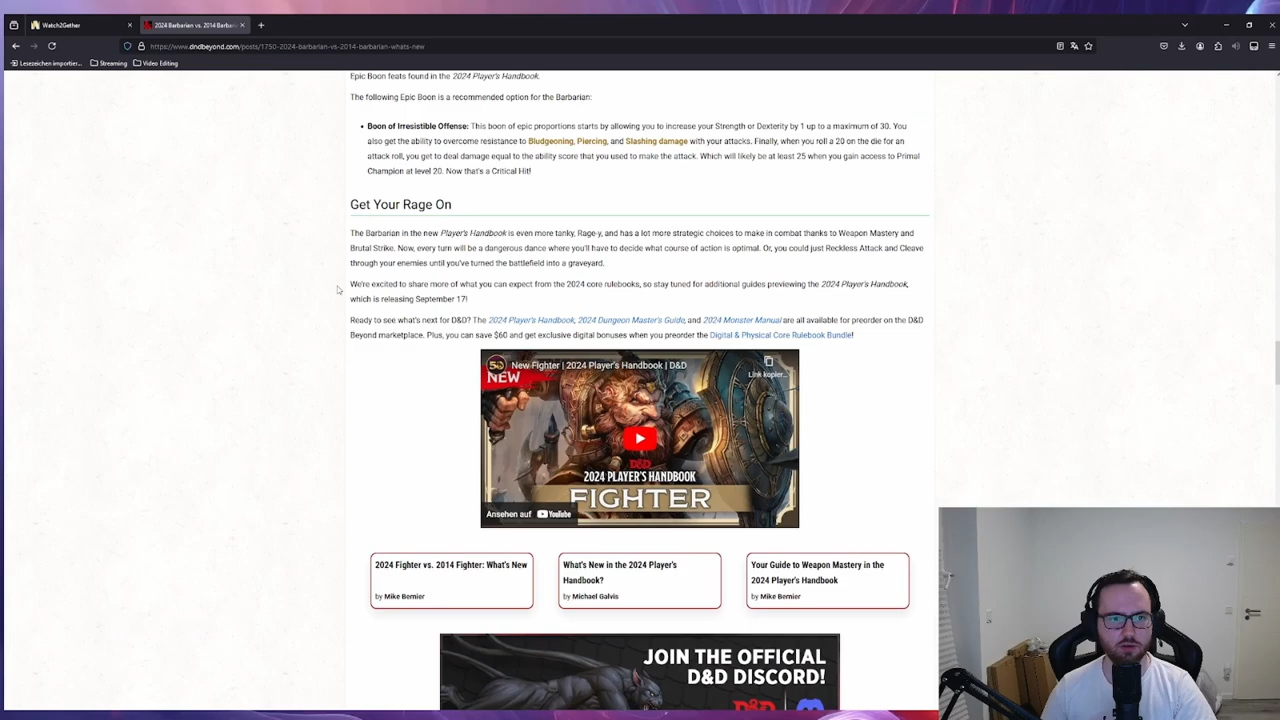 Watch2Gether
2024 Barbarian vs. 2014 Barba
https://www.dndbeyond.com/posts/1750-2024-barbarian-vs-2014-barbarian-whats-new
Lesezeichen importier...
Streaming
Video Editing
Epic Boon feats found in the 2024 Player's Handbook.
The following Epic Boon is a recommended option for the Barbarian:
• Boon of Irresistible Offense: This boon of epic proportions starts by allowing you to increase your Strength or Dexterity by 1 up to a maximum of 30. You
also get the ability to overcome resistance to Bludgeoning, Piercing, and Slashing damage with your attacks. Finally, when you roll a 20 on the die for an
attack roll, you get to deal damage equal to the ability score that you used to make the attack. Which will likely be at least 25 when you gain access to Primal
Champion at level 20. Now that's a Critical Hit!
Get Your Rage On
The Barbarian in the new Player's Handbook is even more tanky, Rage-y, and has a lot more strategic choices to make in combat thanks to Weapon Mastery and
Brutal Strike. Now, every turn will be a dangerous dance where you'll have to decide what course of action is optimal. Or, you could just Reckless Attack and Cleave
through your enemies until you've turned the battlefield into a graveyard.
We're excited to share more of what you can expect from the 2024 core rulebooks, so stay tuned for additional guides previewing the 2024 Player's Handbook,
which is releasing September 17!
Ready to see what's next for D&D? The 2024 Player's Handbook, 2024 Dungeon Master's Guide, and 2024 Monster Manual are all available for preorder on the D&D
Beyond marketplace. Plus, you can save $60 and get exclusive digital bonuses when you preorder the Digital & Physical Core Rulebook Bundle!
New Fighter | 2024 Player's Handbook | D&D
Link kopier...
NEW
D&D
2024 PLAYER'S HANDBOOK
FIGHTER
Ansehen auf YouTube
2024 Fighter vs. 2014 Fighter: What's New
by Mike Bernier
What's New in the 2024 Player's
Handbook?
by Michael Galvis
Your Guide to Weapon Mastery in the
2024 Player's Handbook
by Mike Bernier
JOIN THE OFFICIAL
D&D DISCORD!